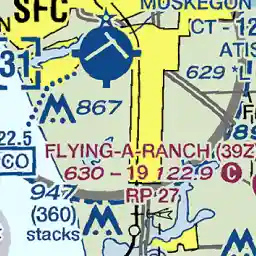 SFC
MUSKEGON
CT 12
ATIS
31
629
867
22.5
CO
FLYING-A-RANCH (39Z
630 - 19 122.9 C
RP 27
947
(360)
stacks